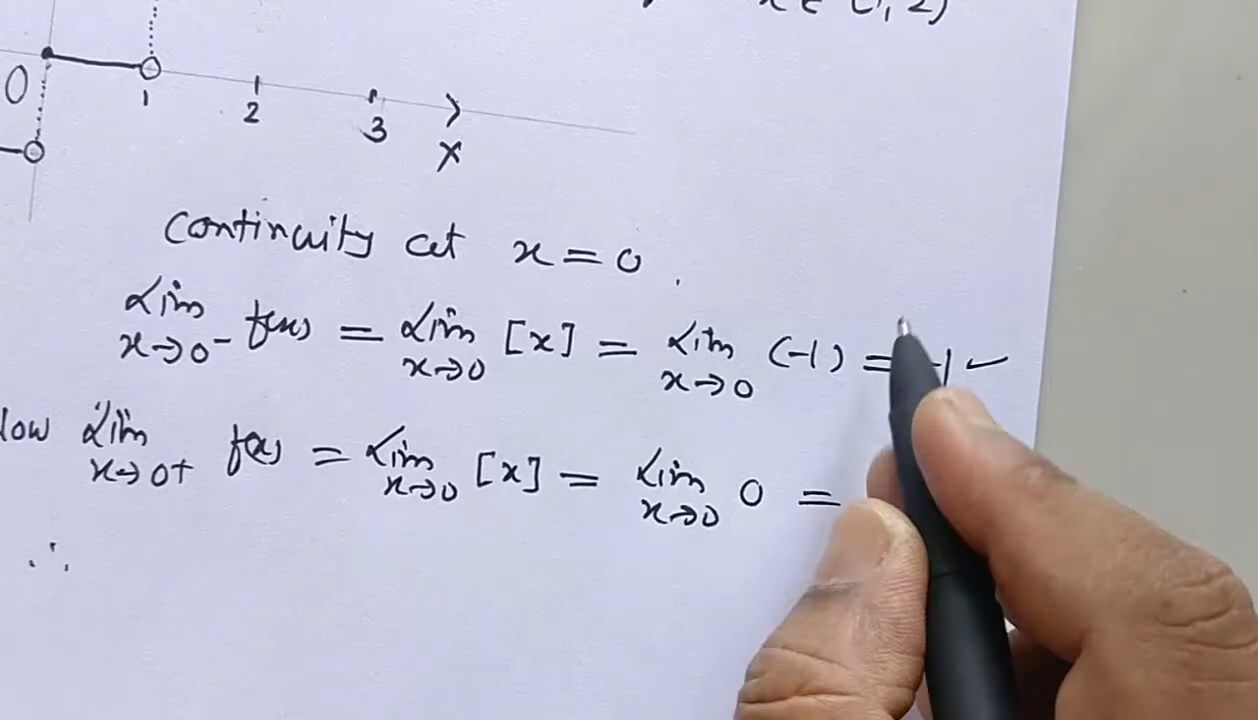 x ∈ (1, 2)
0
1 2 3
X
Continuity at x = 0.
Lim x→0⁻ f(x) = Lim x→0 [x] = Lim x→0 (-1) = -1 ✓
Now Lim x→0+ f(x) = Lim x→0 [x] = Lim x→0 0 =
∴